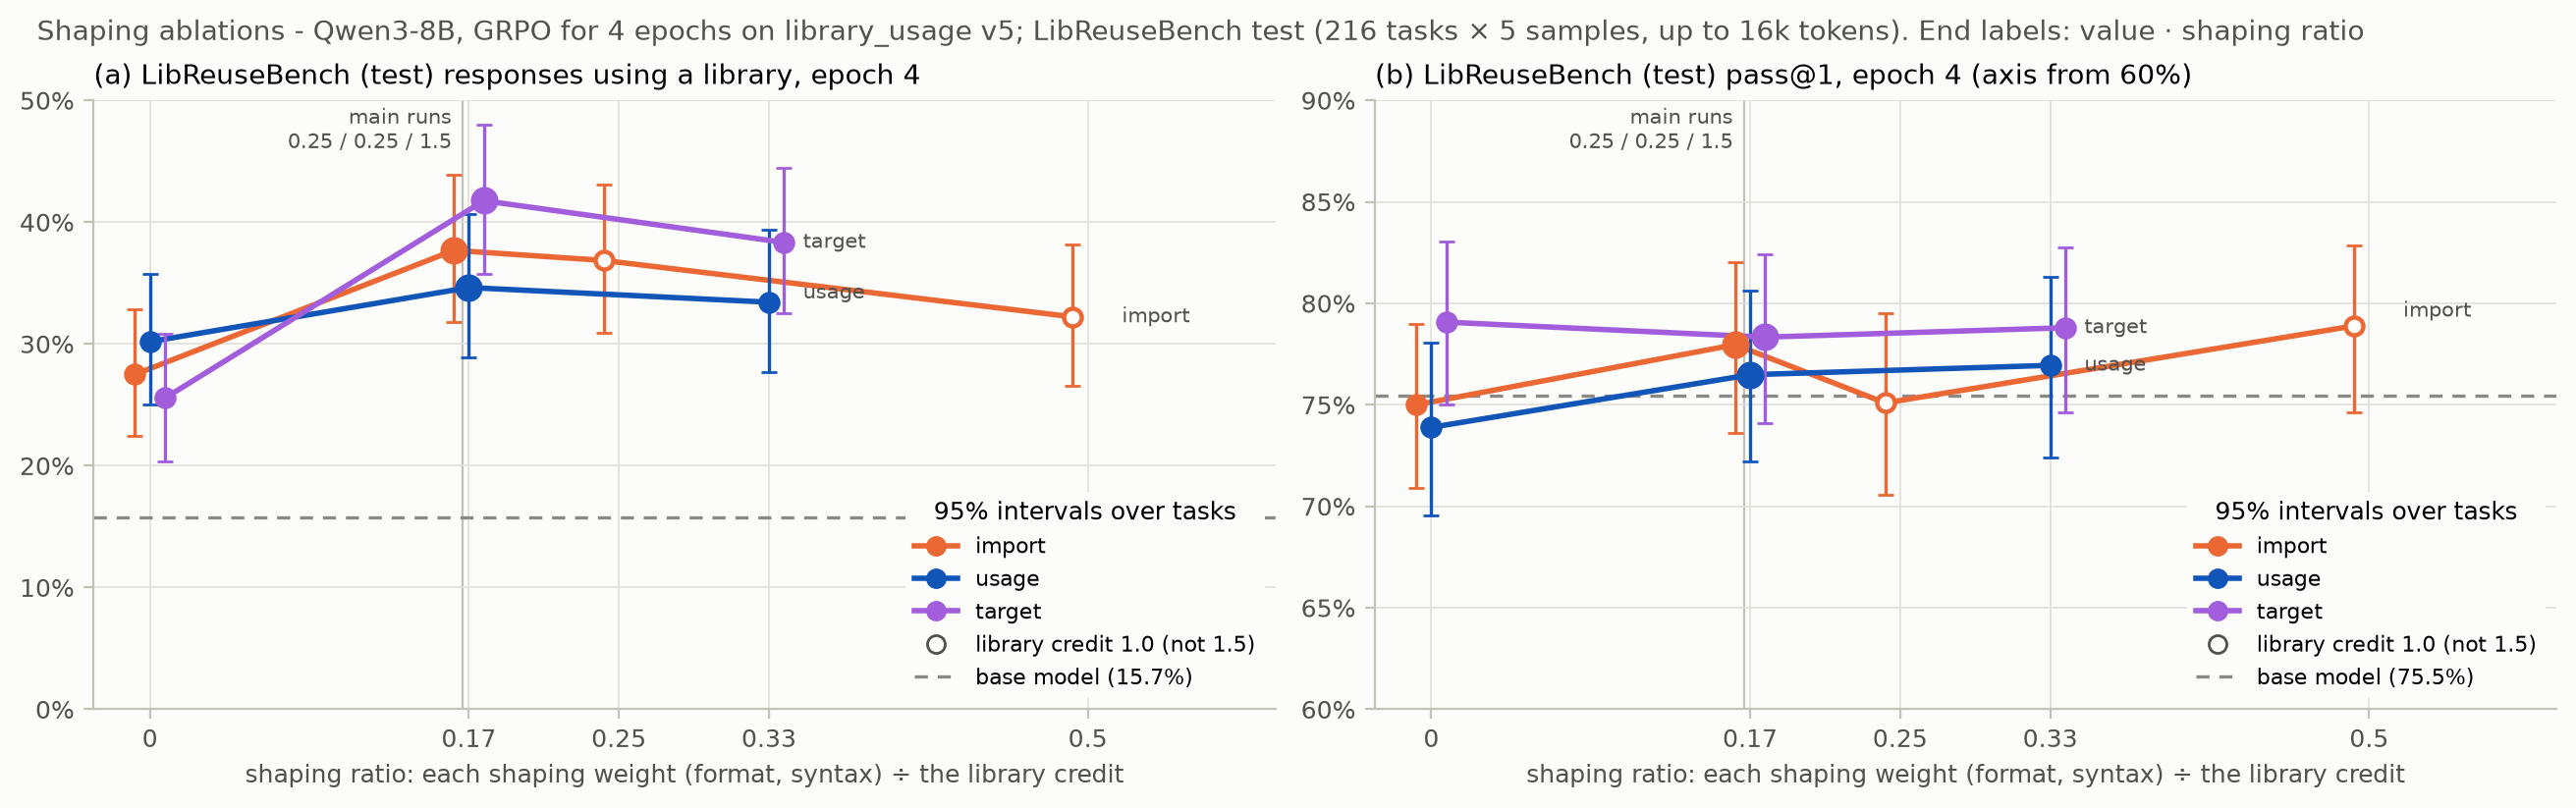 Shaping ablations - Qwen3-8B, GRPO for 4 epochs on library_usage v5; LibReuseBench test (216 tasks × 5 samples, up to 16k tokens). End labels: value · shaping ratio
(a) LibReuseBench (test) responses using a library, epoch 4
50%
40%
30%
20%
10%
0%
main runs
0.25 / 0.25 / 1.5
target
usage
import
95% intervals over tasks
import
usage
target
library credit 1.0 (not 1.5)
base model (15.7%)
0 0.17 0.25 0.33 0.5
shaping ratio: each shaping weight (format, syntax) ÷ the library credit
(b) LibReuseBench (test) pass@1, epoch 4 (axis from 60%)
90%
85%
80%
75%
70%
65%
60%
main runs
0.25 / 0.25 / 1.5
import
target
usage
95% intervals over tasks
import
usage
target
library credit 1.0 (not 1.5)
base model (75.5%)
0 0.17 0.25 0.33 0.5
shaping ratio: each shaping weight (format, syntax) ÷ the library credit